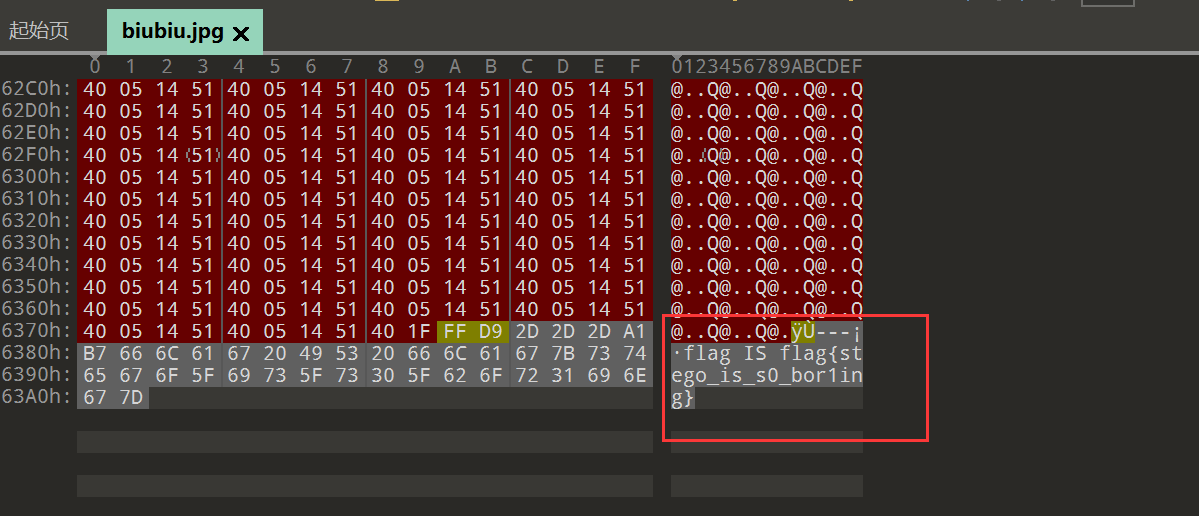 起始页 biubiu.jpg ×
0 1 2 3 4 5 6 7 8 9 A B C D E F 0123456789ABCDEF
62C0h: 40 05 14 51 40 05 14 51 40 05 14 51 40 05 14 51 @..Q@..Q@..Q@..Q
62D0h: 40 05 14 51 40 05 14 51 40 05 14 51 40 05 14 51 @..Q@..Q@..Q@..Q
62E0h: 40 05 14 51 40 05 14 51 40 05 14 51 40 05 14 51 @..Q@..Q@..Q@..Q
62F0h: 40 05 14 51 40 05 14 51 40 05 14 51 40 05 14 51 @..Q@..Q@..Q@..Q
6300h: 40 05 14 51 40 05 14 51 40 05 14 51 40 05 14 51 @..Q@..Q@..Q@..Q
6310h: 40 05 14 51 40 05 14 51 40 05 14 51 40 05 14 51 @..Q@..Q@..Q@..Q
6320h: 40 05 14 51 40 05 14 51 40 05 14 51 40 05 14 51 @..Q@..Q@..Q@..Q
6330h: 40 05 14 51 40 05 14 51 40 05 14 51 40 05 14 51 @..Q@..Q@..Q@..Q
6340h: 40 05 14 51 40 05 14 51 40 05 14 51 40 05 14 51 @..Q@..Q@..Q@..Q
6350h: 40 05 14 51 40 05 14 51 40 05 14 51 40 05 14 51 @..Q@..Q@..Q@..Q
6360h: 40 05 14 51 40 05 14 51 40 05 14 51 40 05 14 51 @..Q@..Q@..Q@..Q
6370h: 40 05 14 51 40 05 14 51 40 1F FF D9 2D 2D 2D A1 @..Q@..Q@.ÿÙ---¡
6380h: B7 66 6C 61 67 20 49 53 20 66 6C 61 67 7B 73 74 ·flag IS flag{st
6390h: 65 67 6F 5F 69 73 5F 73 30 5F 62 6F 72 31 69 6E ego_is_s0_bor1in
63A0h: 67 7D g}